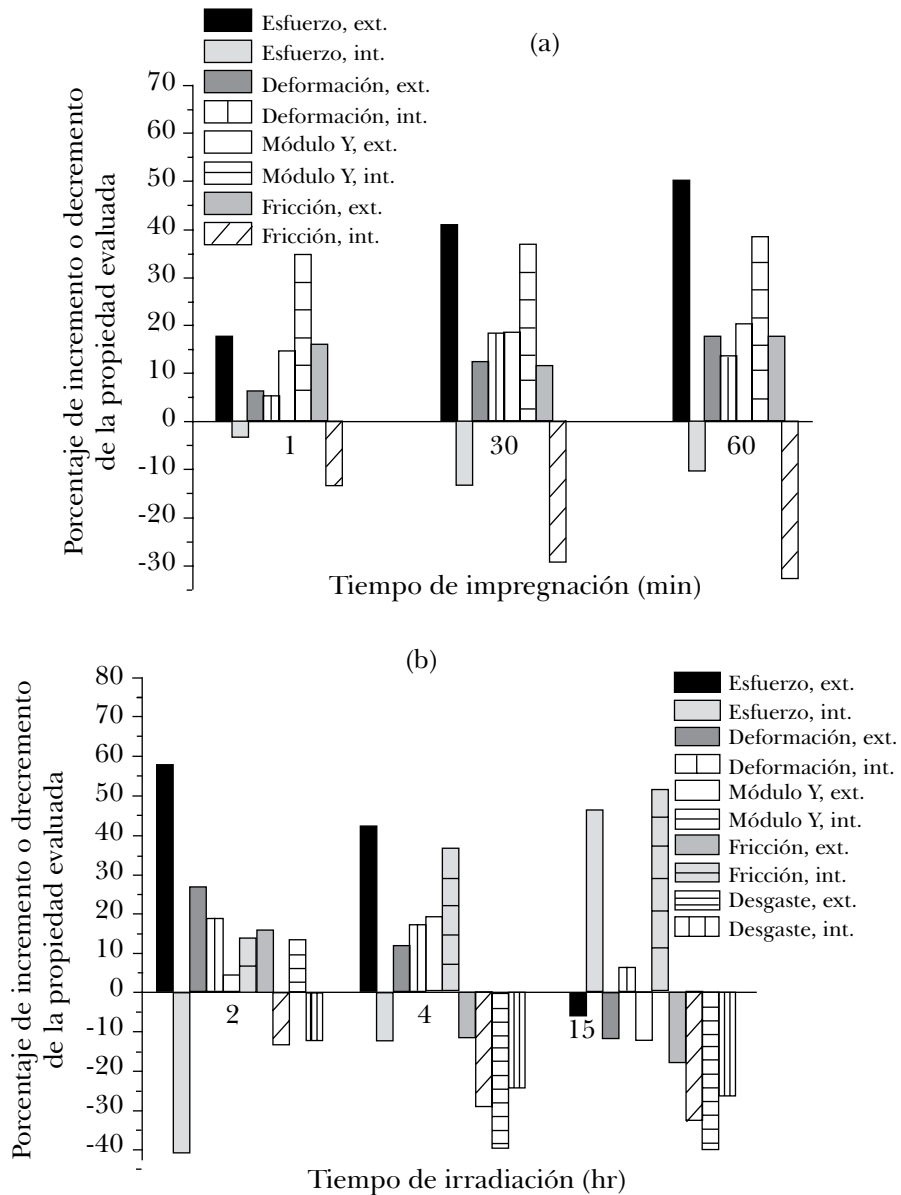 (a)
Esfuerzo, ext.
Esfuerzo, int.
Deformación, ext.
Deformación, int.
Módulo Y, ext.
Módulo Y, int.
Fricción, ext.
Fricción, int.
Porcentaje de incremento o decremento
de la propiedad evaluada
70
60
50
40
30
20
10
0
-10
-20
-30
1
30
60
Tiempo de impregnación (min)
(b)
Esfuerzo, ext.
Esfuerzo, int.
Deformación, ext.
Deformación, int.
Módulo Y, ext.
Módulo Y, int.
Fricción, ext.
Fricción, int.
Desgaste, ext.
Desgaste, int.
Porcentaje de incremento o drecremento
de la propiedad evaluada
80
70
60
50
40
30
20
10
0
-10
-20
-30
-40
2
4
15
Tiempo de irradiación (hr)